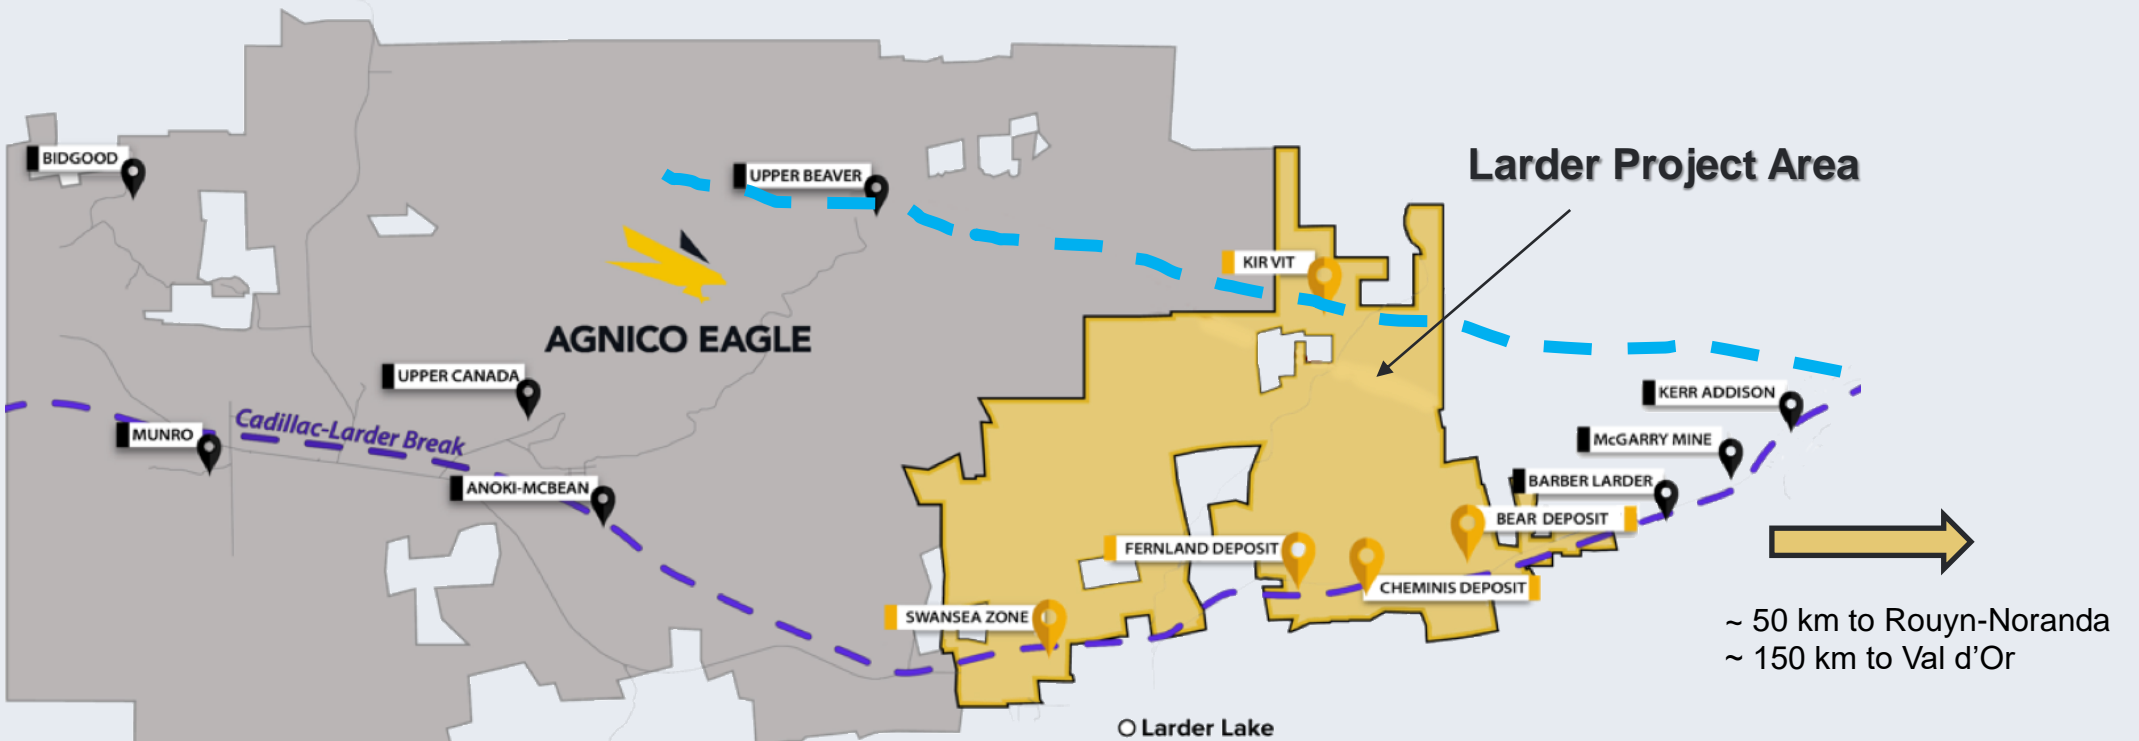 BIDGOOD
UPPER BEAVER
Larder Project Area
KIR VIT
AGNICO EAGLE
UPPER CANADA
KERR ADDISON
Cadillac-Larder Break
MUNRO
McGARRY MINE
ANOKI-MCBEAN
BARBER LARDER
BEAR DEPOSIT
FERNLAND DEPOSIT
CHEMINIS DEPOSIT
SWANSEA ZONE
~ 50 km to Rouyn-Noranda
~ 150 km to Val d’Or
Larder Lake